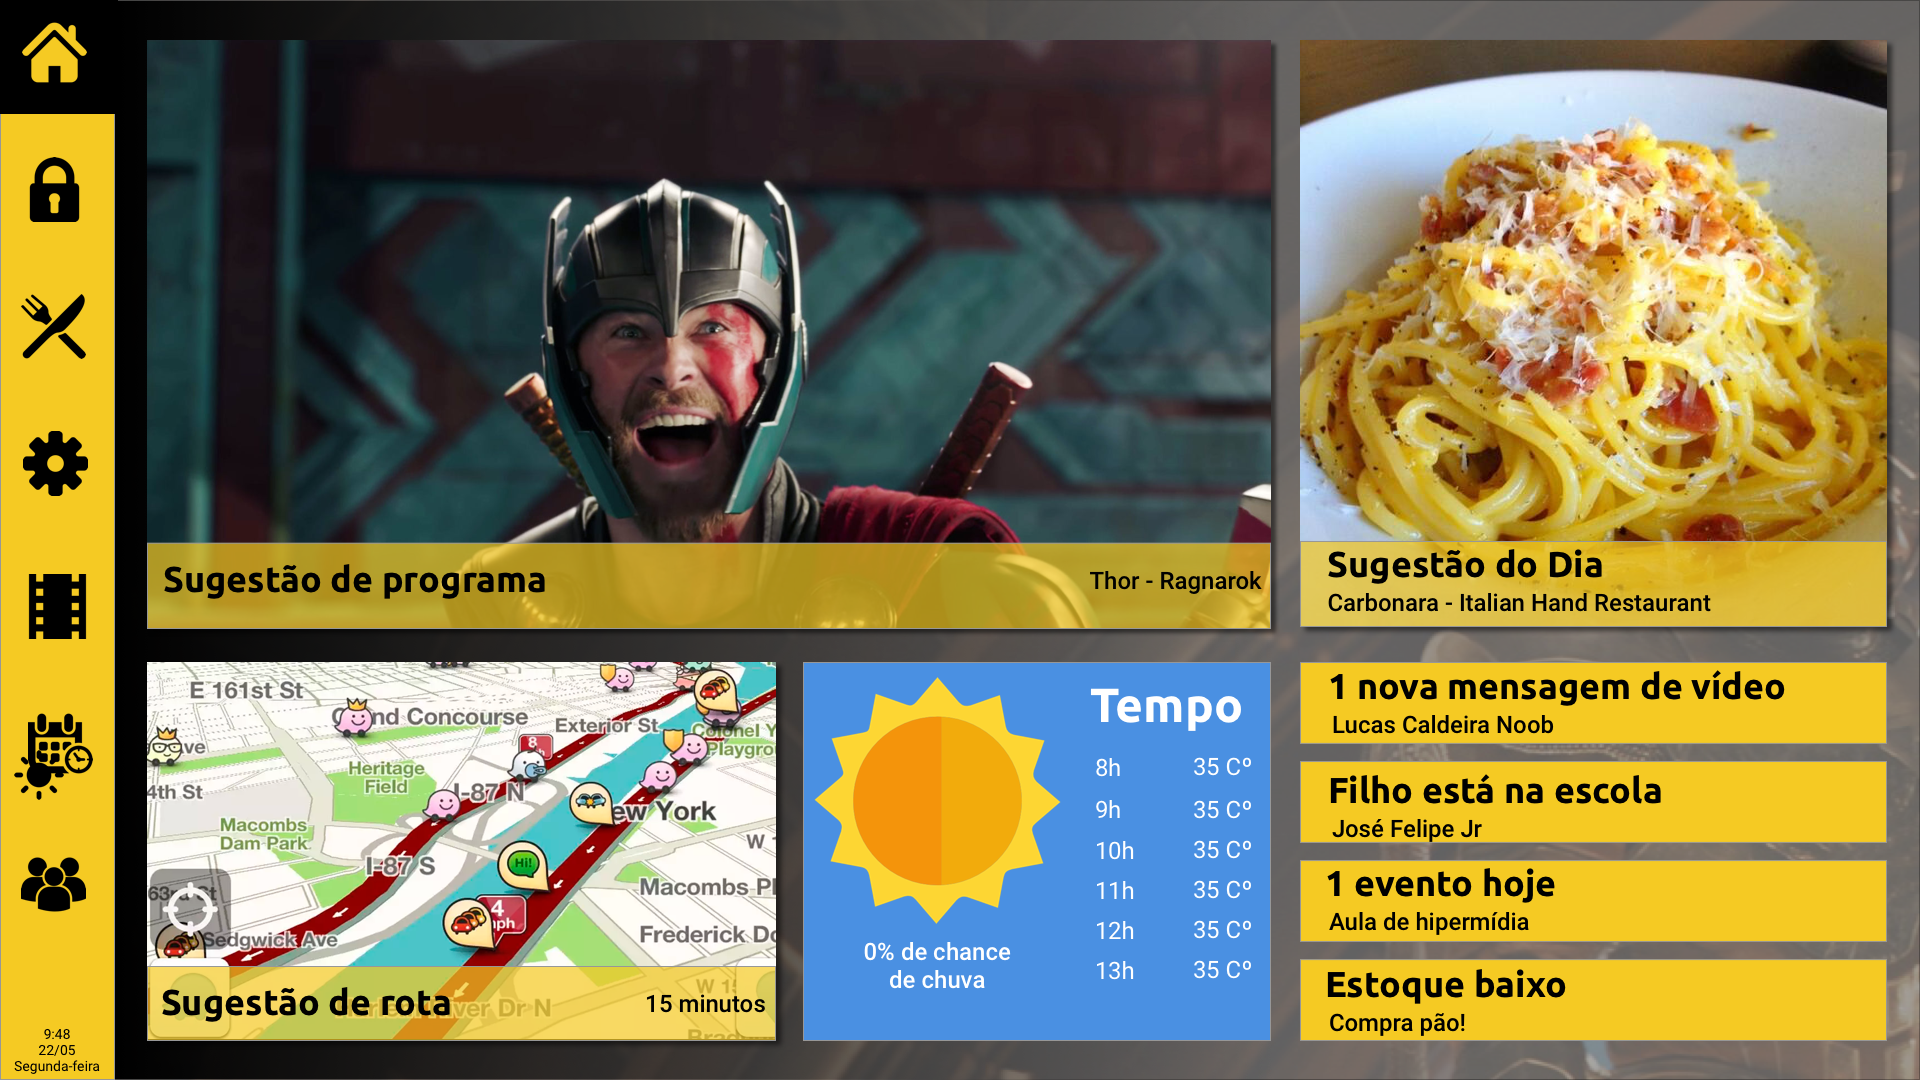 Sugestão de programa
Thor - Ragnarok
Sugestão do Dia
Carbonara - Italian Hand Restaurant
E 161st St
nd Concourse
Exterior St
Colonel Y
Playgro
ave
Heritage
Field
4th St
I-87 N
ew York
Macombs
Dam Park
W
I-87 S
Hi!
Macombs Pl
63rd St
4
mph
Sedgwick Ave
Frederick Do
8
Sugestão de rota
15 minutos
Tempo
8h 35 Cº
9h 35 Cº
10h 35 Cº
11h 35 Cº
12h 35 Cº
13h 35 Cº
0% de chance
de chuva
1 nova mensagem de vídeo
Lucas Caldeira Noob
Filho está na escola
José Felipe Jr
1 evento hoje
Aula de hipermídia
Estoque baixo
Compra pão!
9:48
22/05
Segunda-feira